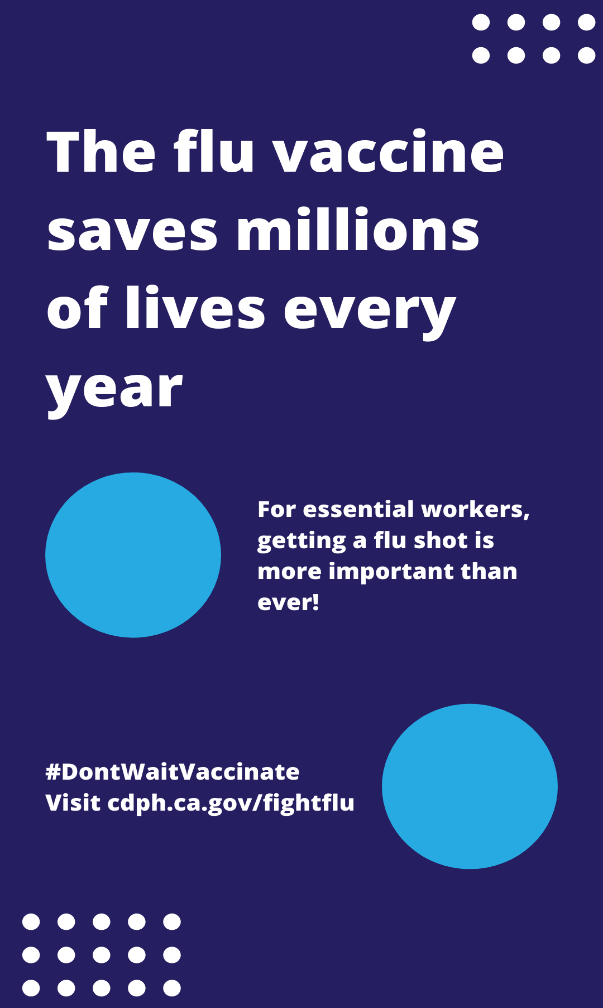 The flu vaccine
saves millions
of lives every
year
For essential workers,
getting a flu shot is
more important than
ever!
#DontWaitVaccinate
Visit cdph.ca.gov/fightflu